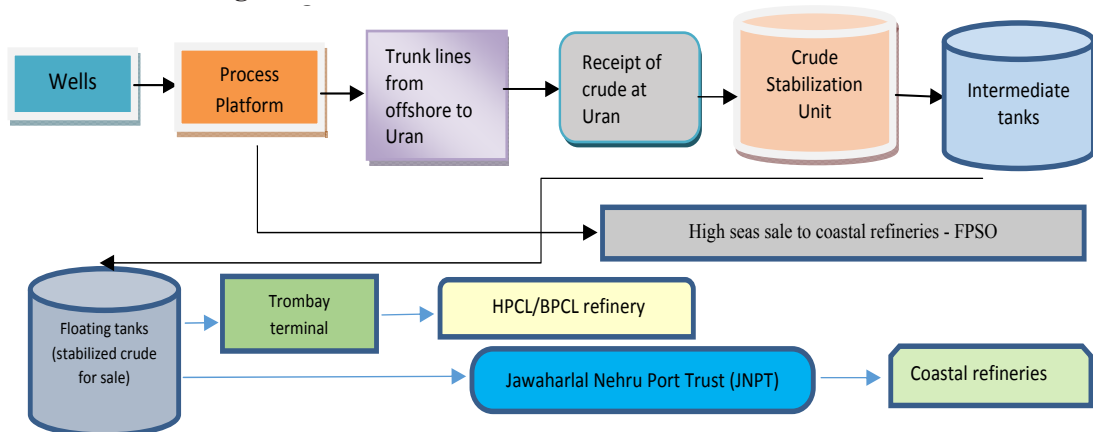 Wells
Process
Platform
Trunk lines
from
offshore to
Uran
Receipt of
crude at
Uran
Crude
Stabilization
Unit
Intermediate
tanks
High seas sale to coastal refineries - FPSO
Floating tanks
(stabilized crude
for sale)
Trombay
terminal
HPCL/BPCL refinery
Jawaharlal Nehru Port Trust (JNPT)
Coastal refineries